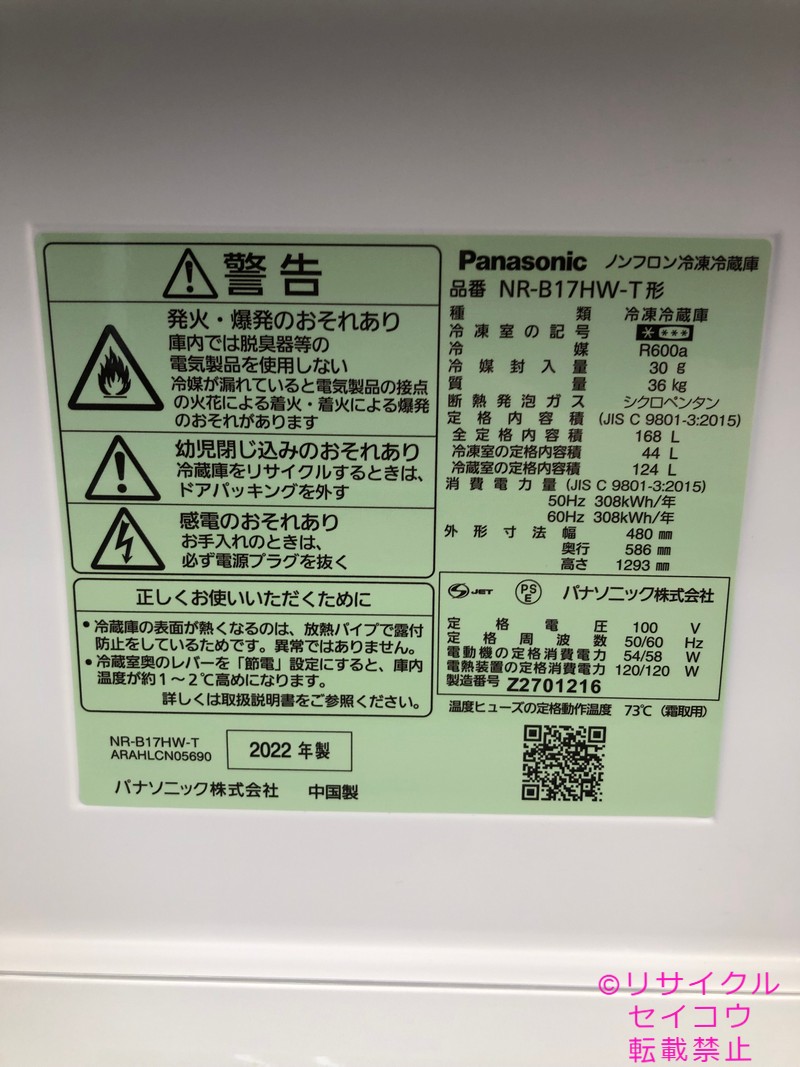 警告
発火・爆発のおそれあり
庫内では脱臭器等の
電気製品を使用しない
冷媒が漏れていると電気製品の接点
の火花による着火・着火による爆発
のおそれがあります
幼児閉じ込みのおそれあり
冷蔵庫をリサイクルするときは、
ドアパッキングを外す
感電のおそれあり
お手入れのときは、
必ず電源プラグを抜く
正しくお使いいただくために
• 冷蔵庫の表面が熱くなるのは、放熱パイプで露付
防止をしているためです。異常ではありません。
• 冷蔵室奥のレバーを「節電」設定にすると、庫内
温度が約1～2℃高めになります。
詳しくは取扱説明書をご参照ください。
NR-B17HW-T
ARAHLCN05690
2022 年製
パナソニック株式会社 中国製
Panasonic ノンフロン冷凍冷蔵庫
品番 NR-B17HW-T形
種類 冷凍冷蔵庫
冷凍室の記号 * ***
冷媒 R600a
冷媒封入量 30 g
質量 36 kg
断熱発泡ガス シクロペンタン
定格内容積 (JIS C 9801-3:2015)
全定格内容積 168 L
冷凍室の定格内容積 44 L
冷蔵室の定格内容積 124 L
消費電力量 (JIS C 9801-3:2015)
50Hz 308kWh/年
60Hz 308kWh/年
外形寸法 幅 480 mm
奥行 586 mm
高さ 1293 mm
S JET PSE パナソニック株式会社
定格電圧 100 V
定格周波数 50/60 Hz
電動機の定格消費電力 54/58 W
電熱装置の定格消費電力 120/120 W
製造番号 Z2701216
温度ヒューズの定格動作温度 73℃（霜取用）
©リサイクル
セイコウ
転載禁止